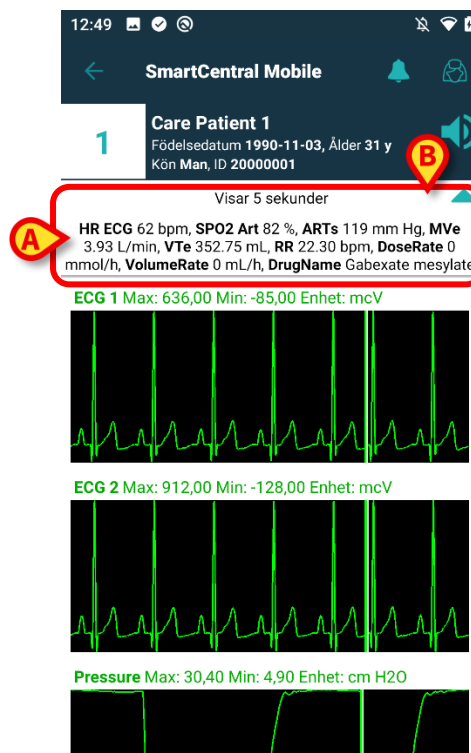 12:49
SmartCentral Mobile
1
Care Patient 1
Födelsedatum 1990-11-03, Ålder 31 y
Kön Man, ID 20000001
B
Visar 5 sekunder
A
HR ECG 62 bpm, SPO2 Art 82 %, ARTs 119 mm Hg, MVe
3.93 L/min, VTe 352.75 mL, RR 22.30 bpm, DoseRate 0
mmol/h, VolumeRate 0 mL/h, DrugName Gabexate mesylate
ECG 1 Max: 636,00 Min: -85,00 Enhet: mcV
ECG 2 Max: 912,00 Min: -128,00 Enhet: mcV
Pressure Max: 30,40 Min: 4,90 Enhet: cm H2O